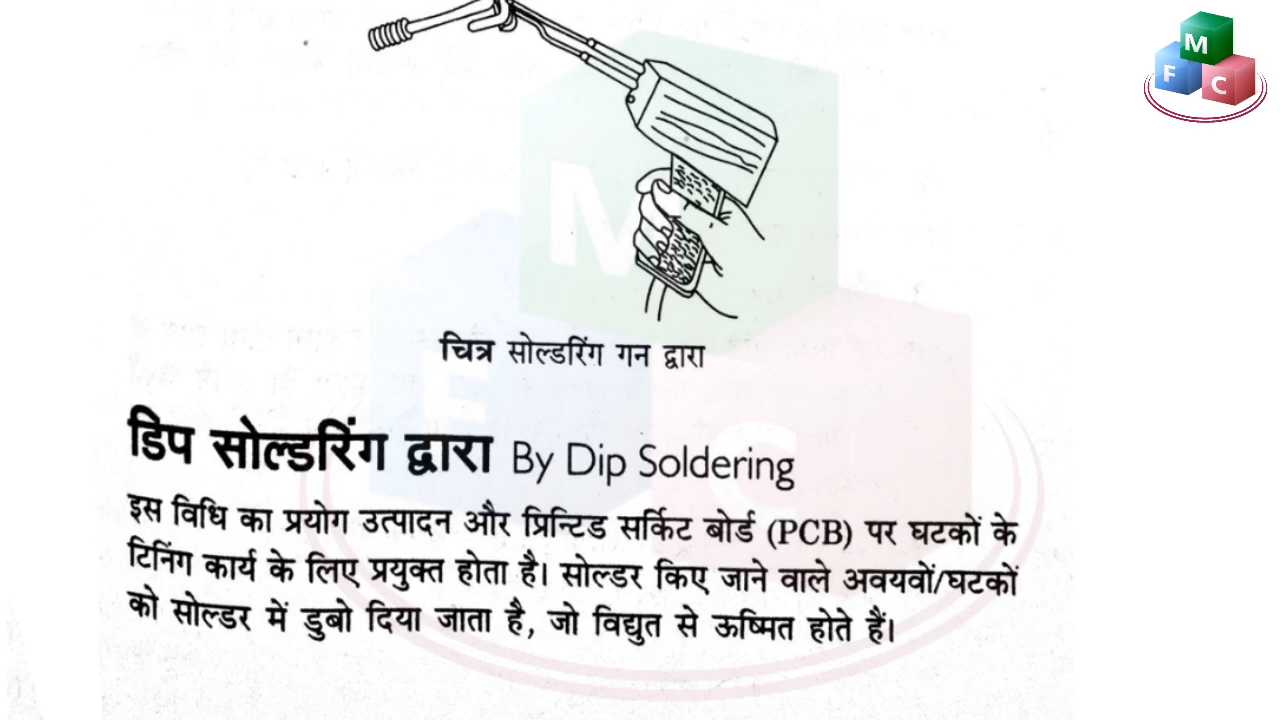 M
F
C
चित्र सोल्डरिंग गन द्वारा
डिप सोल्डरिंग द्वारा By Dip Soldering
इस विधि का प्रयोग उत्पादन और प्रिन्टिड सर्किट बोर्ड (PCB) पर घटकों के
टिनिंग कार्य के लिए प्रयुक्त होता है। सोल्डर किए जाने वाले अवयवों/घटकों
को सोल्डर में डुबो दिया जाता है, जो विद्युत से ऊष्मित होते हैं।